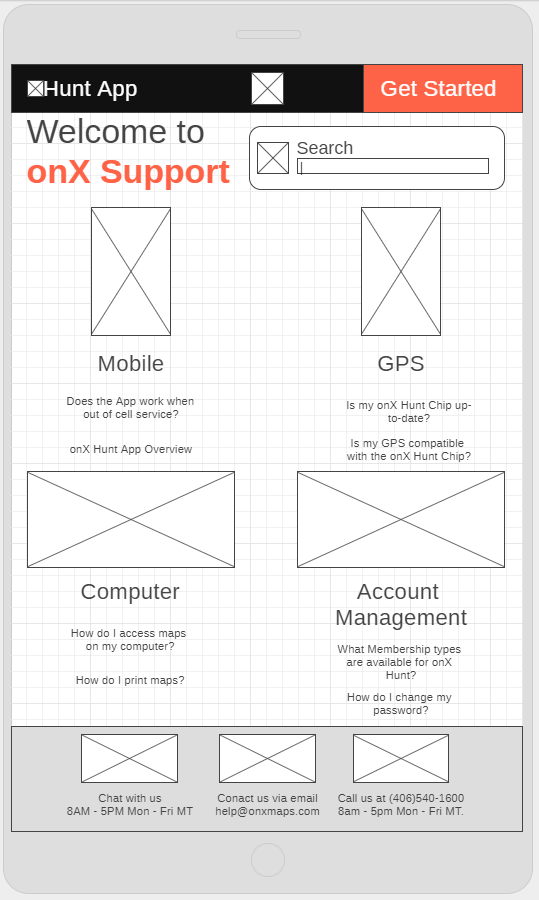 Hunt App
Get Started
Welcome to
onX Support
Search
Mobile
Does the App work when
out of cell service?
onX Hunt App Overview
GPS
Is my onX Hunt Chip up-
to-date?
Is my GPS compatible
with the onX Hunt Chip?
Computer
How do I access maps
on my computer?
How do I print maps?
Account
Management
What Membership types
are available for onX
Hunt?
How do I change my
password?
Chat with us
8AM - 5PM Mon - Fri MT
Conact us via email
help@onxmaps.com
Call us at (406)540-1600
8am - 5pm Mon - Fri MT.